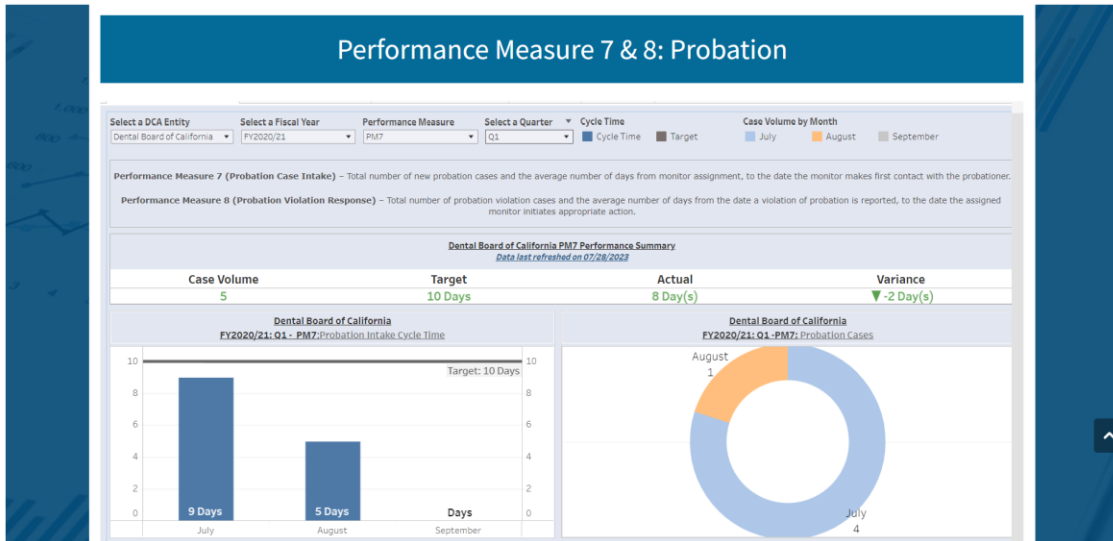 Performance Measure 7 & 8: Probation
Select a DCA Entity
Select a Fiscal Year
Performance Measure
Select a Quarter
Cycle Time
Case Volume by Month
Dental Board of California
FY2020/21
PM7
Q1
Cycle Time
Target
July
August
September
Performance Measure 7 (Probation Case Intake) – Total number of new probation cases and the average number of days from monitor assignment, to the date the monitor makes first contact with the probationer.
Performance Measure 8 (Probation Violation Response) – Total number of probation violation cases and the average number of days from the date a violation of probation is reported, to the date the assigned
monitor initiates appropriate action.
Dental Board of California PM7 Performance Summary
Data last refreshed on 07/28/2023
Case Volume
Target
Actual
Variance
5
10 Days
8 Day(s)
▼ -2 Day(s)
Dental Board of California
FY2020/21: Q1 - PM7:Probation Intake Cycle Time
10
8
6
4
2
0
Target: 10 Days
10
8
6
4
2
0
9 Days
5 Days
Days
July
August
September
Dental Board of California
FY2020/21: Q1 -PM7: Probation Cases
August
1
July
4